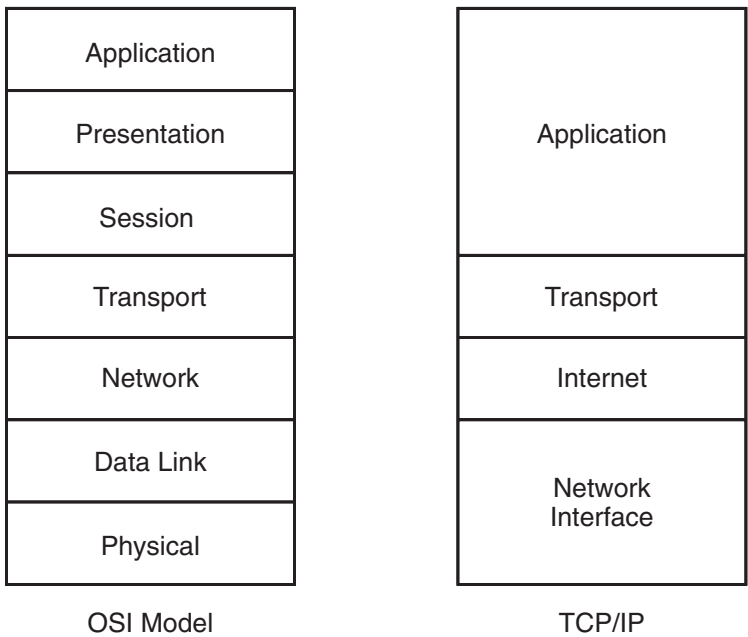 Application
Presentation
Session
Transport
Network
Data Link
Physical
OSI Model
Application
Transport
Internet
Network
Interface
TCP/IP